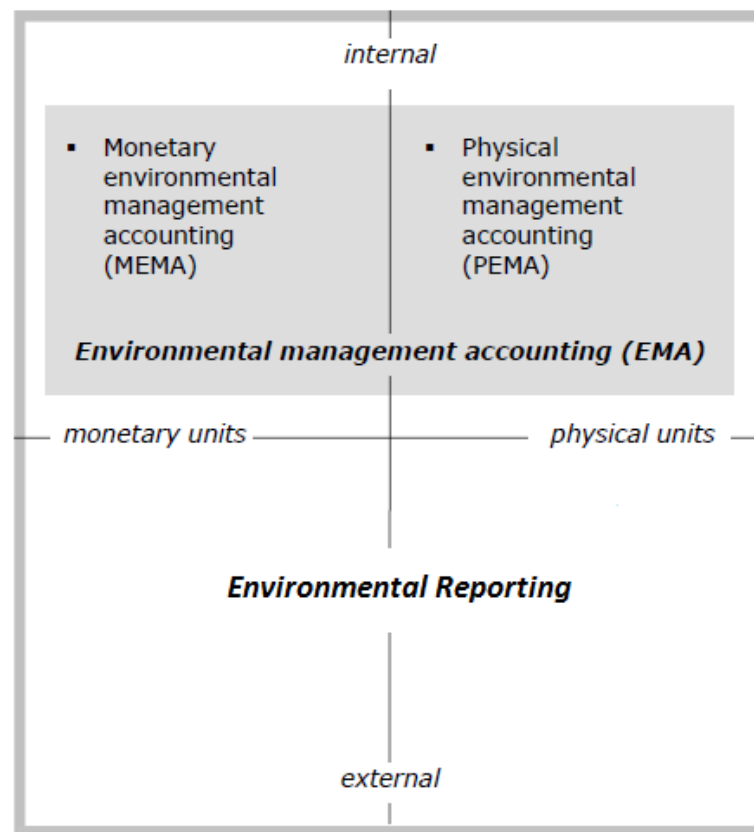 internal
▪ Monetary
environmental
management
accounting
(MEMA)
▪ Physical
environmental
management
accounting
(PEMA)
Environmental management accounting (EMA)
monetary units
physical units
Environmental Reporting
external